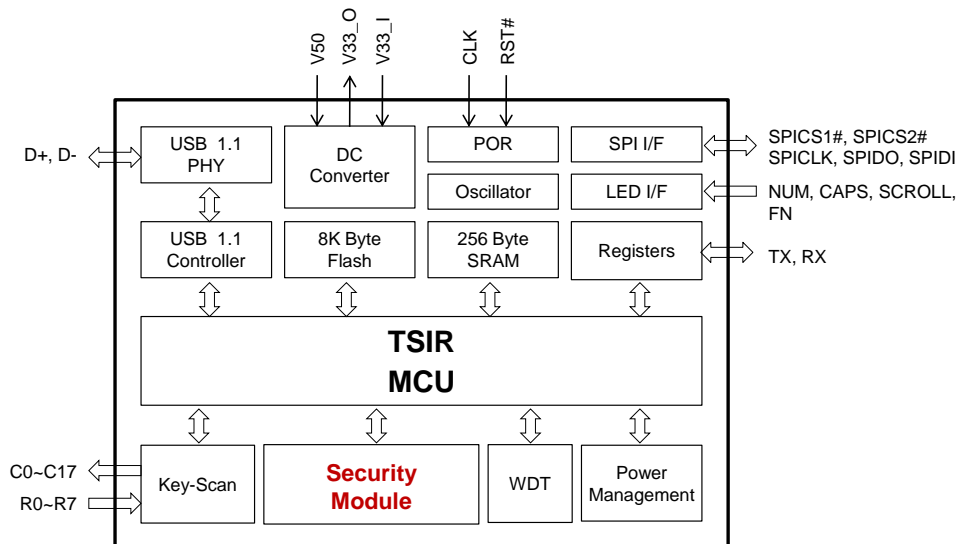 V50
V33_O
V33_I
CLK
RST#
D+, D-
USB 1.1
PHY
DC
Converter
POR
SPI I/F
SPICS1#, SPICS2#
SPICLK, SPIDO, SPIDI
Oscillator
LED I/F
NUM, CAPS, SCROLL,
FN
USB 1.1
Controller
8K Byte
Flash
256 Byte
SRAM
Registers
TX, RX
TSIR
MCU
C0~C17
R0~R7
Key-Scan
Security
Module
WDT
Power
Management